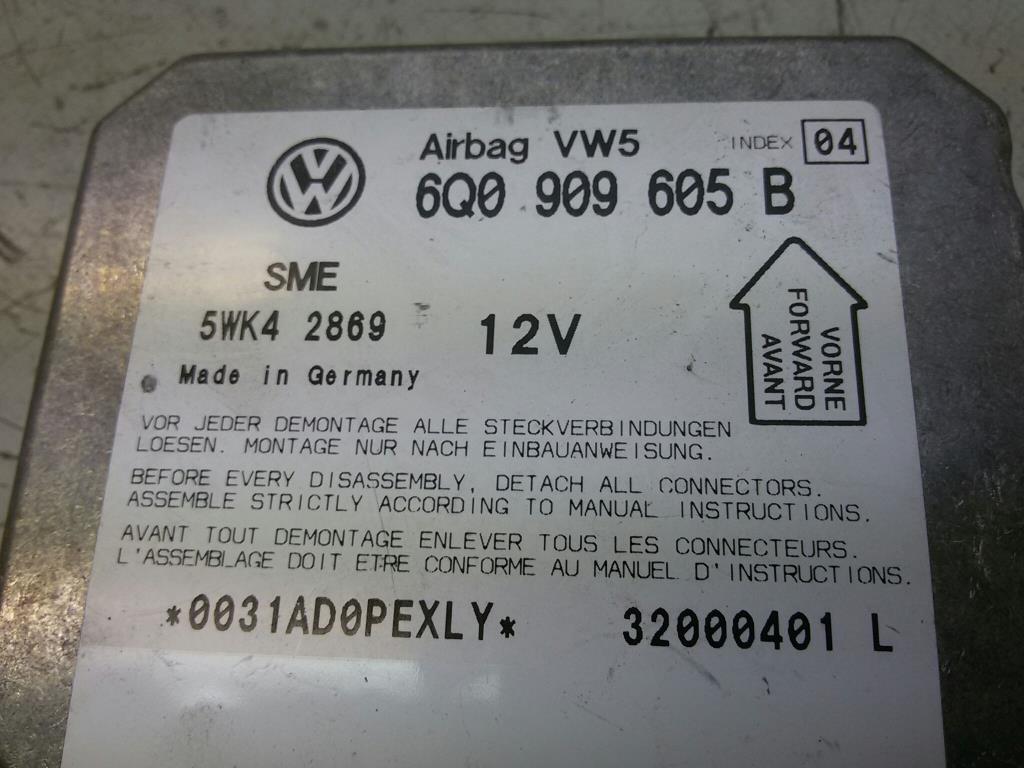 Airbag VW5 INDEX 04
6Q0 909 605 B
SME
5WK4 2869 12V
Made in Germany
VORNE
FORWARD
AVANT
VOR JEDER DEMONTAGE ALLE STECKVERBINDUNGEN
LOESEN. MONTAGE NUR NACH EINBAUANWEISUNG.
BEFORE EVERY DISASSEMBLY, DETACH ALL CONNECTORS.
ASSEMBLE STRICTLY ACCORDING TO MANUAL INSTRUCTIONS.
AVANT TOUT DEMONTAGE ENLEVER TOUS LES CONNECTEURS.
L'ASSEMBLAGE DOIT ETRE CONFORME AU MANUEL D'INSTRUCTIONS.
*0031AD0PEXLY* 32000401 L